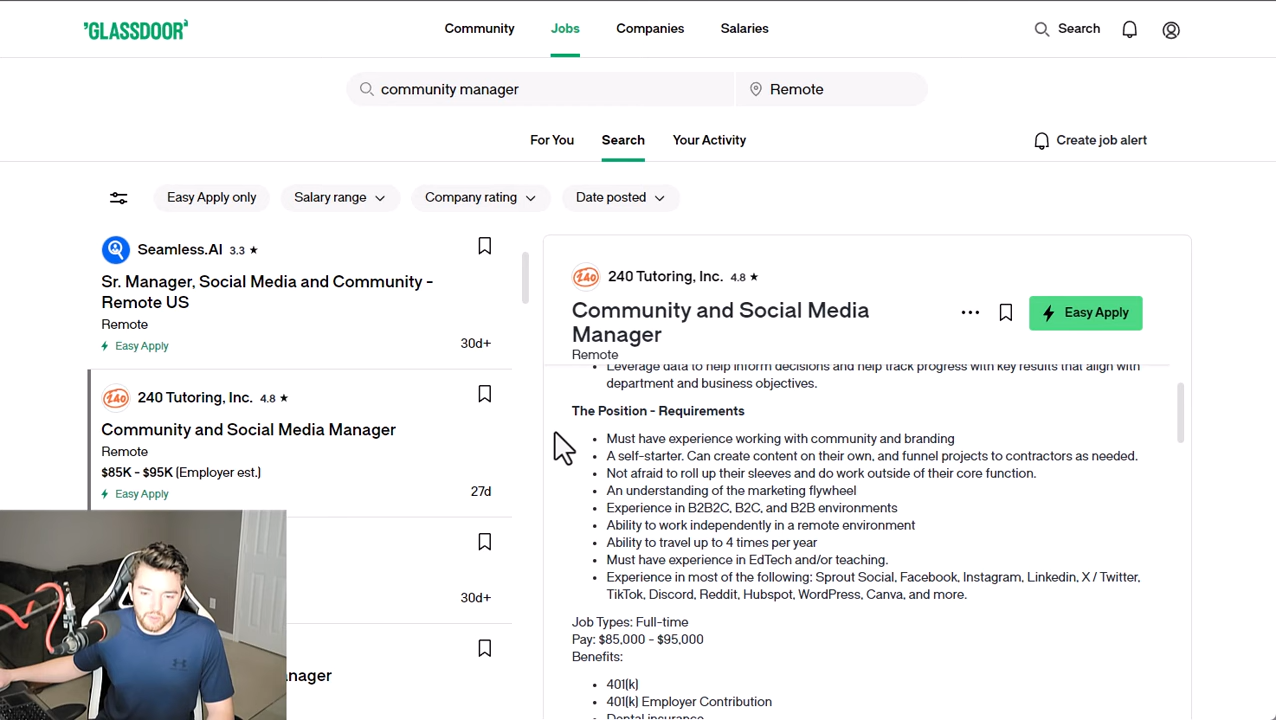 "GLASSDOOR"
Community
Jobs
Companies
Salaries
Search
community manager
Remote
For You
Search
Your Activity
Create job alert
Easy Apply only
Salary range
Company rating
Date posted
Seamless.AI 3.3 ★
Sr. Manager, Social Media and Community -
Remote US
Remote
Easy Apply
30d+
240 Tutoring, Inc. 4.8 ★
Community and Social Media Manager
Remote
$85K - $95K (Employer est.)
Easy Apply
27d
30d+
anager
240 Tutoring, Inc. 4.8 ★
Community and Social Media
Manager
Remote
Easy Apply
Leverage data to help inform decisions and help track progress with key results that align with
department and business objectives.
The Position - Requirements
Must have experience working with community and branding
A self-starter. Can create content on their own, and funnel projects to contractors as needed.
Not afraid to roll up their sleeves and do work outside of their core function.
An understanding of the marketing flywheel
Experience in B2B2C, B2C, and B2B environments
Ability to work independently in a remote environment
Ability to travel up to 4 times per year
Must have experience in EdTech and/or teaching.
Experience in most of the following: Sprout Social, Facebook, Instagram, Linkedin, X / Twitter,
TikTok, Discord, Reddit, Hubspot, WordPress, Canva, and more.
Job Types: Full-time
Pay: $85,000 - $95,000
Benefits:
401(k)
401(k) Employer Contribution
Dental insurance